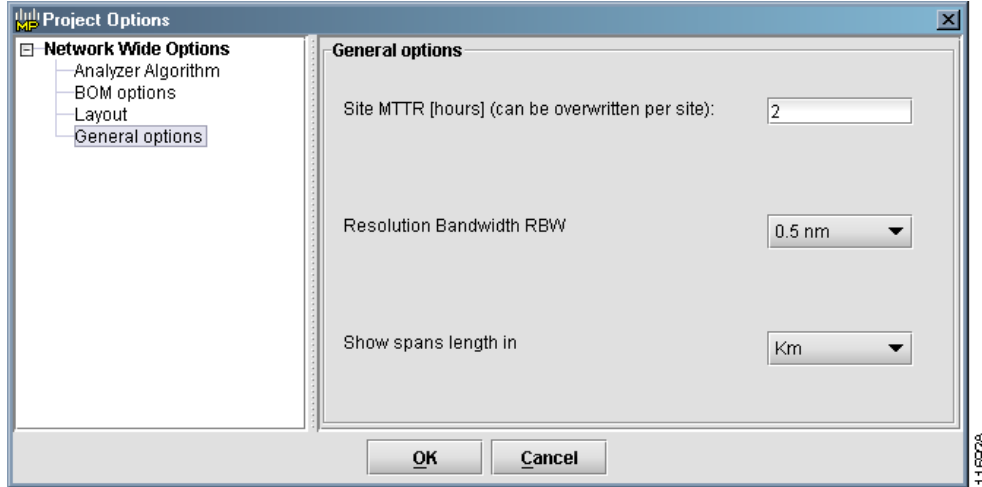 MP Project Options
Network Wide Options
Analyzer Algorithm
BOM options
Layout
General options
General options
Site MTTR [hours] (can be overwritten per site):
2
Resolution Bandwidth RBW
0.5 nm
Show spans length in
Km
OK
Cancel